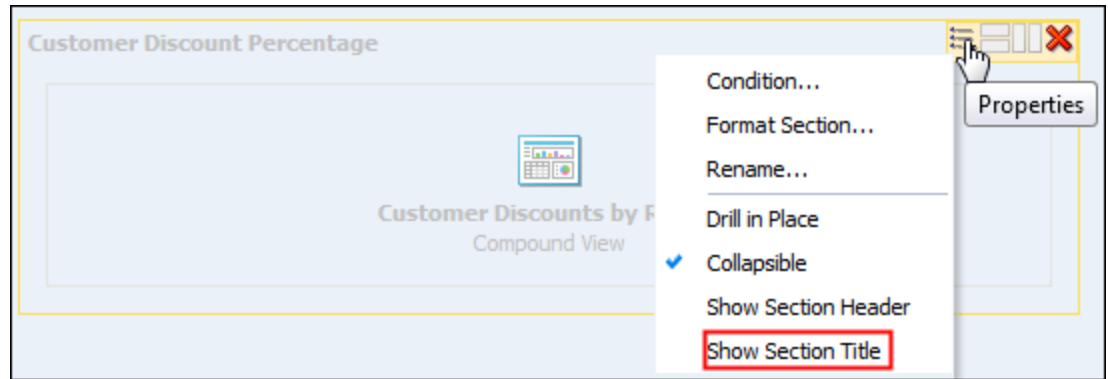 Customer Discount Percentage
Condition...
Properties
Format Section...
Rename...
Customer Discounts by R
Drill in Place
Compound View
Collapsible
Show Section Header
Show Section Title